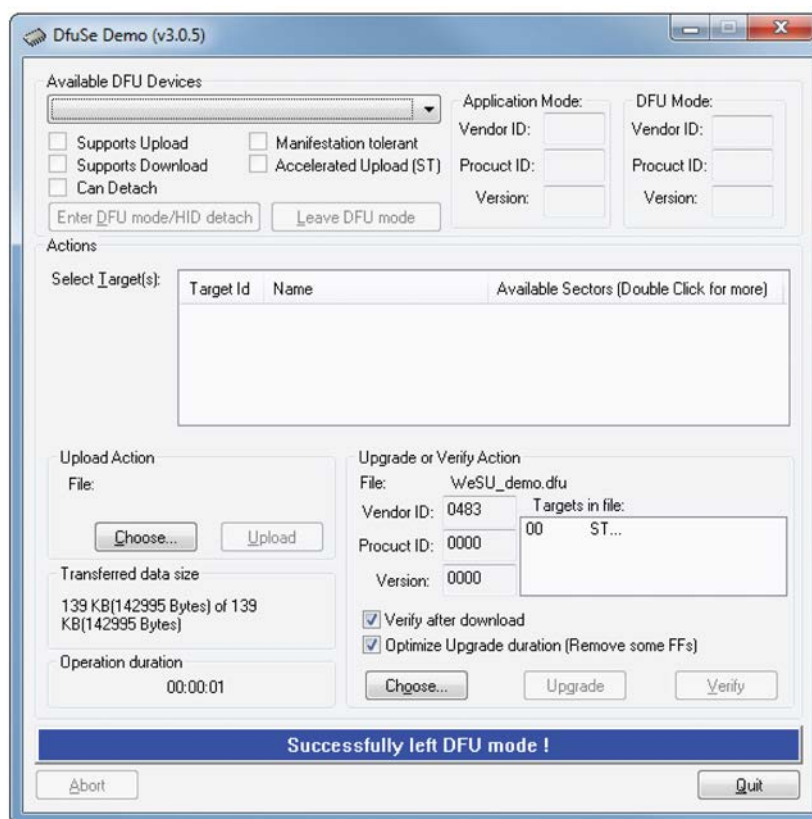 DfuSe Demo (v3.0.5)
Available DFU Devices
Supports Upload
Manifestation tolerant
Supports Download
Accelerated Upload (ST)
Can Detach
Enter DFU mode/HID detach
Leave DFU mode
Application Mode:
Vendor ID:
Procuct ID:
Version:
DFU Mode:
Vendor ID:
Procuct ID:
Version:
Actions
Select Target(s):
Target Id Name Available Sectors (Double Click for more)
Upload Action
File:
Choose...
Upload
Transferred data size
139 KB(142995 Bytes) of 139
KB(142995 Bytes)
Operation duration
00:00:01
Upgrade or Verify Action
File: WeSU_demo.dfu
Vendor ID: 0483
Procuct ID: 0000
Version: 0000
Targets in file:
00 ST...
Verify after download
Optimize Upgrade duration (Remove some FFs)
Choose...
Upgrade
Verify
Successfully left DFU mode !
Abort
Quit